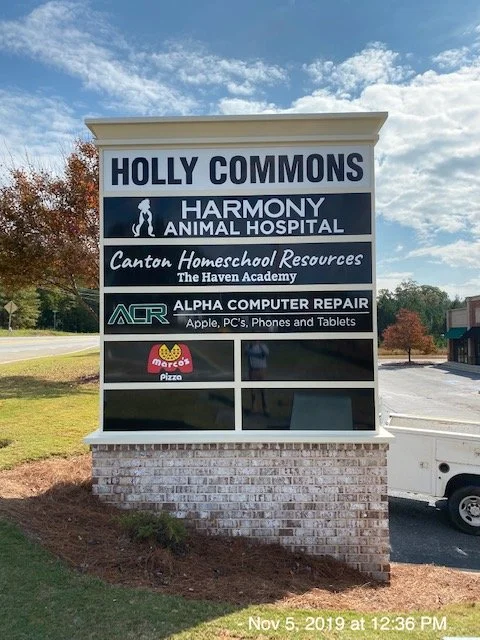 HOLLY COMMONS
HARMONY
ANIMAL HOSPITAL
Canton Homeschool Resources
The Haven Academy
ACR
ALPHA COMPUTER REPAIR
Apple, PC's, Phones and Tablets
marco's
Pizza
Nov 5, 2019 at 12:36 PM